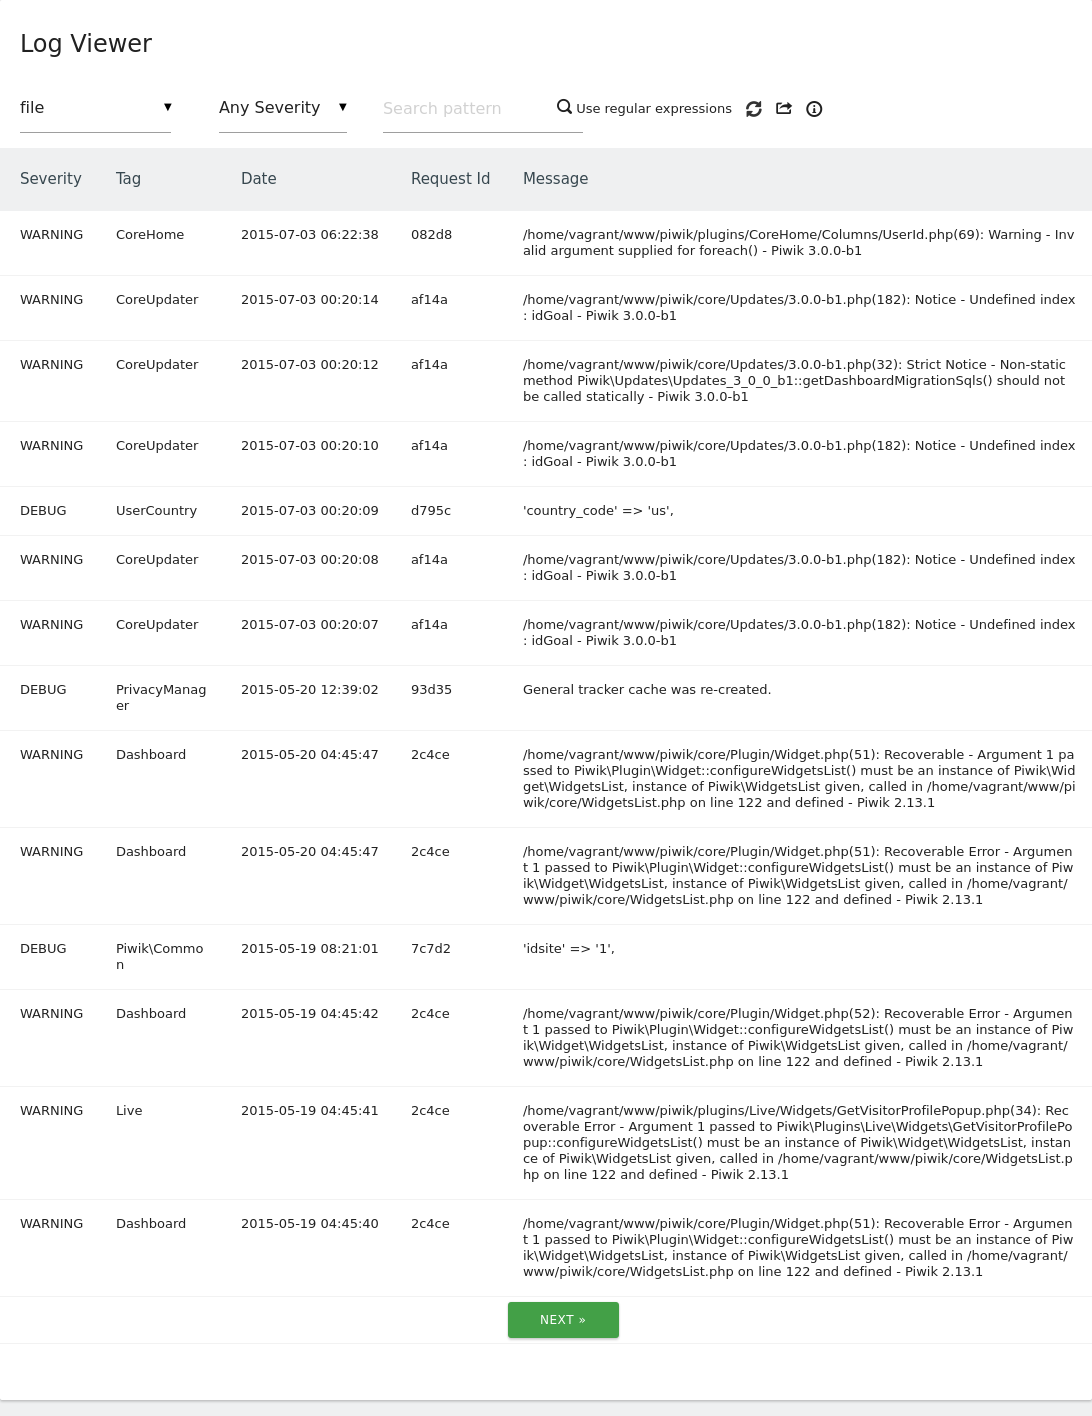 Log Viewer
file ▼ Any Severity ▼ Search pattern Use regular expressions
Severity Tag Date Request Id Message
WARNING CoreHome 2015-07-03 06:22:38 082d8 /home/vagrant/www/piwik/plugins/CoreHome/Columns/UserId.php(69): Warning - Inv
alid argument supplied for foreach() - Piwik 3.0.0-b1
WARNING CoreUpdater 2015-07-03 00:20:14 af14a /home/vagrant/www/piwik/core/Updates/3.0.0-b1.php(182): Notice - Undefined index
: idGoal - Piwik 3.0.0-b1
WARNING CoreUpdater 2015-07-03 00:20:12 af14a /home/vagrant/www/piwik/core/Updates/3.0.0-b1.php(32): Strict Notice - Non-static
method Piwik\Updates\Updates_3_0_0_b1::getDashboardMigrationSqls() should not
be called statically - Piwik 3.0.0-b1
WARNING CoreUpdater 2015-07-03 00:20:10 af14a /home/vagrant/www/piwik/core/Updates/3.0.0-b1.php(182): Notice - Undefined index
: idGoal - Piwik 3.0.0-b1
DEBUG UserCountry 2015-07-03 00:20:09 d795c 'country_code' => 'us',
WARNING CoreUpdater 2015-07-03 00:20:08 af14a /home/vagrant/www/piwik/core/Updates/3.0.0-b1.php(182): Notice - Undefined index
: idGoal - Piwik 3.0.0-b1
WARNING CoreUpdater 2015-07-03 00:20:07 af14a /home/vagrant/www/piwik/core/Updates/3.0.0-b1.php(182): Notice - Undefined index
: idGoal - Piwik 3.0.0-b1
DEBUG PrivacyManag 2015-05-20 12:39:02 93d35 General tracker cache was re-created.
er
WARNING Dashboard 2015-05-20 04:45:47 2c4ce /home/vagrant/www/piwik/core/Plugin/Widget.php(51): Recoverable - Argument 1 pa
ssed to Piwik\Plugin\Widget::configureWidgetsList() must be an instance of Piwik\Wid
get\WidgetsList, instance of Piwik\WidgetsList given, called in /home/vagrant/www/pi
wik/core/WidgetsList.php on line 122 and defined - Piwik 2.13.1
WARNING Dashboard 2015-05-20 04:45:47 2c4ce /home/vagrant/www/piwik/core/Plugin/Widget.php(51): Recoverable Error - Argumen
t 1 passed to Piwik\Plugin\Widget::configureWidgetsList() must be an instance of Piw
ik\Widget\WidgetsList, instance of Piwik\WidgetsList given, called in /home/vagrant/
www/piwik/core/WidgetsList.php on line 122 and defined - Piwik 2.13.1
DEBUG Piwik\Commo 2015-05-19 08:21:01 7c7d2 'idsite' => '1',
n
WARNING Dashboard 2015-05-19 04:45:42 2c4ce /home/vagrant/www/piwik/core/Plugin/Widget.php(52): Recoverable Error - Argumen
t 1 passed to Piwik\Plugin\Widget::configureWidgetsList() must be an instance of Piw
ik\Widget\WidgetsList, instance of Piwik\WidgetsList given, called in /home/vagrant/
www/piwik/core/WidgetsList.php on line 122 and defined - Piwik 2.13.1
WARNING Live 2015-05-19 04:45:41 2c4ce /home/vagrant/www/piwik/plugins/Live/Widgets/GetVisitorProfilePopup.php(34): Rec
overable Error - Argument 1 passed to Piwik\Plugins\Live\Widgets\GetVisitorProfilePo
pup::configureWidgetsList() must be an instance of Piwik\Widget\WidgetsList, instan
ce of Piwik\WidgetsList given, called in /home/vagrant/www/piwik/core/WidgetsList.p
hp on line 122 and defined - Piwik 2.13.1
WARNING Dashboard 2015-05-19 04:45:40 2c4ce /home/vagrant/www/piwik/core/Plugin/Widget.php(51): Recoverable Error - Argumen
t 1 passed to Piwik\Plugin\Widget::configureWidgetsList() must be an instance of Piw
ik\Widget\WidgetsList, instance of Piwik\WidgetsList given, called in /home/vagrant/
www/piwik/core/WidgetsList.php on line 122 and defined - Piwik 2.13.1
NEXT »